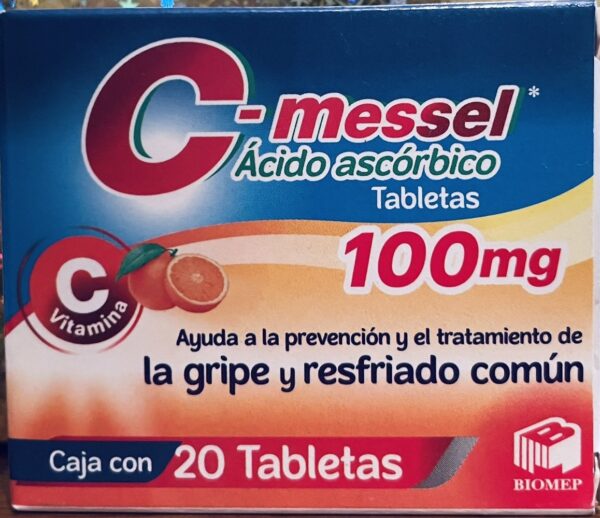 C-messel*
Ácido ascórbico
Tabletas
100mg
C
Vitamina
Ayuda a la prevención y el tratamiento de
la gripe y resfriado común
Caja con 20 Tabletas
BIOMEP